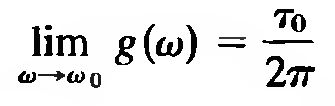 lim_{ω→ω₀} g(ω) = τ₀/2π